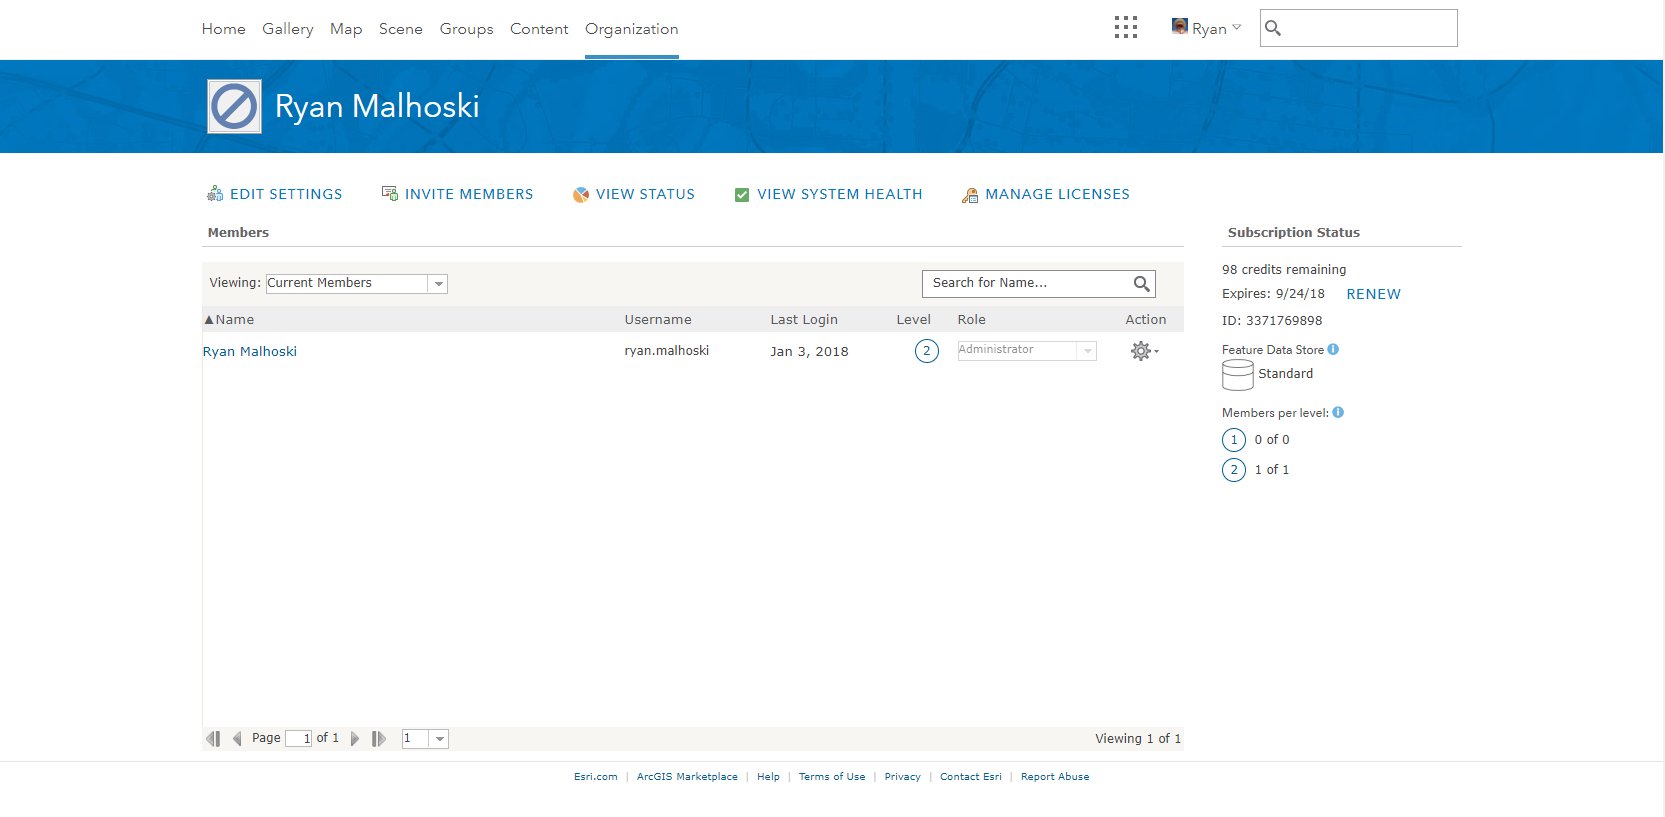 Home Gallery Map Scene Groups Content Organization Ryan
Ryan Malhoski
EDIT SETTINGS INVITE MEMBERS VIEW STATUS VIEW SYSTEM HEALTH MANAGE LICENSES
Members
Viewing: Current Members Search for Name...
▲Name Username Last Login Level Role Action
Ryan Malhoski ryan.malhoski Jan 3, 2018 2 Administrator
Page 1 of 1 1 Viewing 1 of 1
Subscription Status
98 credits remaining
Expires: 9/24/18 RENEW
ID: 3371769898
Feature Data Store i
Standard
Members per level: i
1 0 of 0
2 1 of 1
Esri.com | ArcGIS Marketplace | Help | Terms of Use | Privacy | Contact Esri | Report Abuse